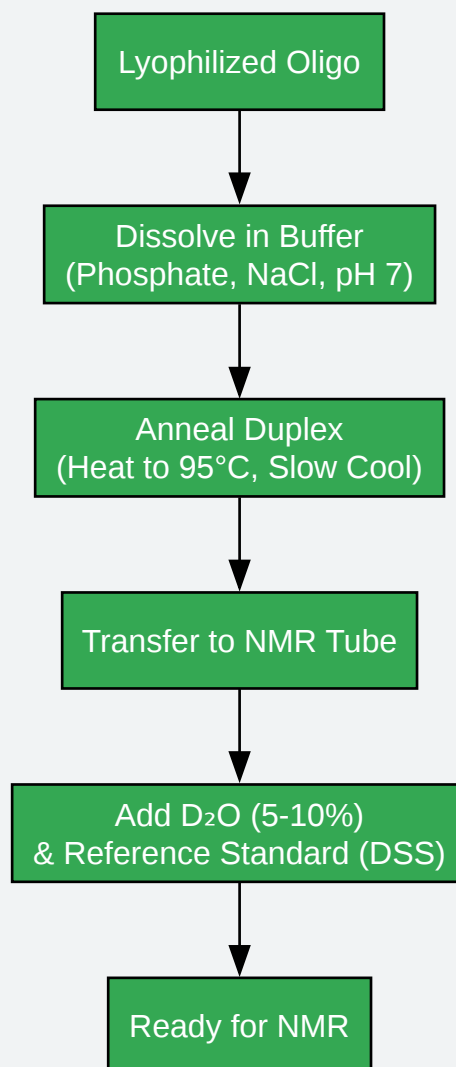 Lyophilized Oligo
Dissolve in Buffer
(Phosphate, NaCl, pH 7)
Anneal Duplex
(Heat to 95°C, Slow Cool)
Transfer to NMR Tube
Add D₂O (5-10%)
& Reference Standard (DSS)
Ready for NMR